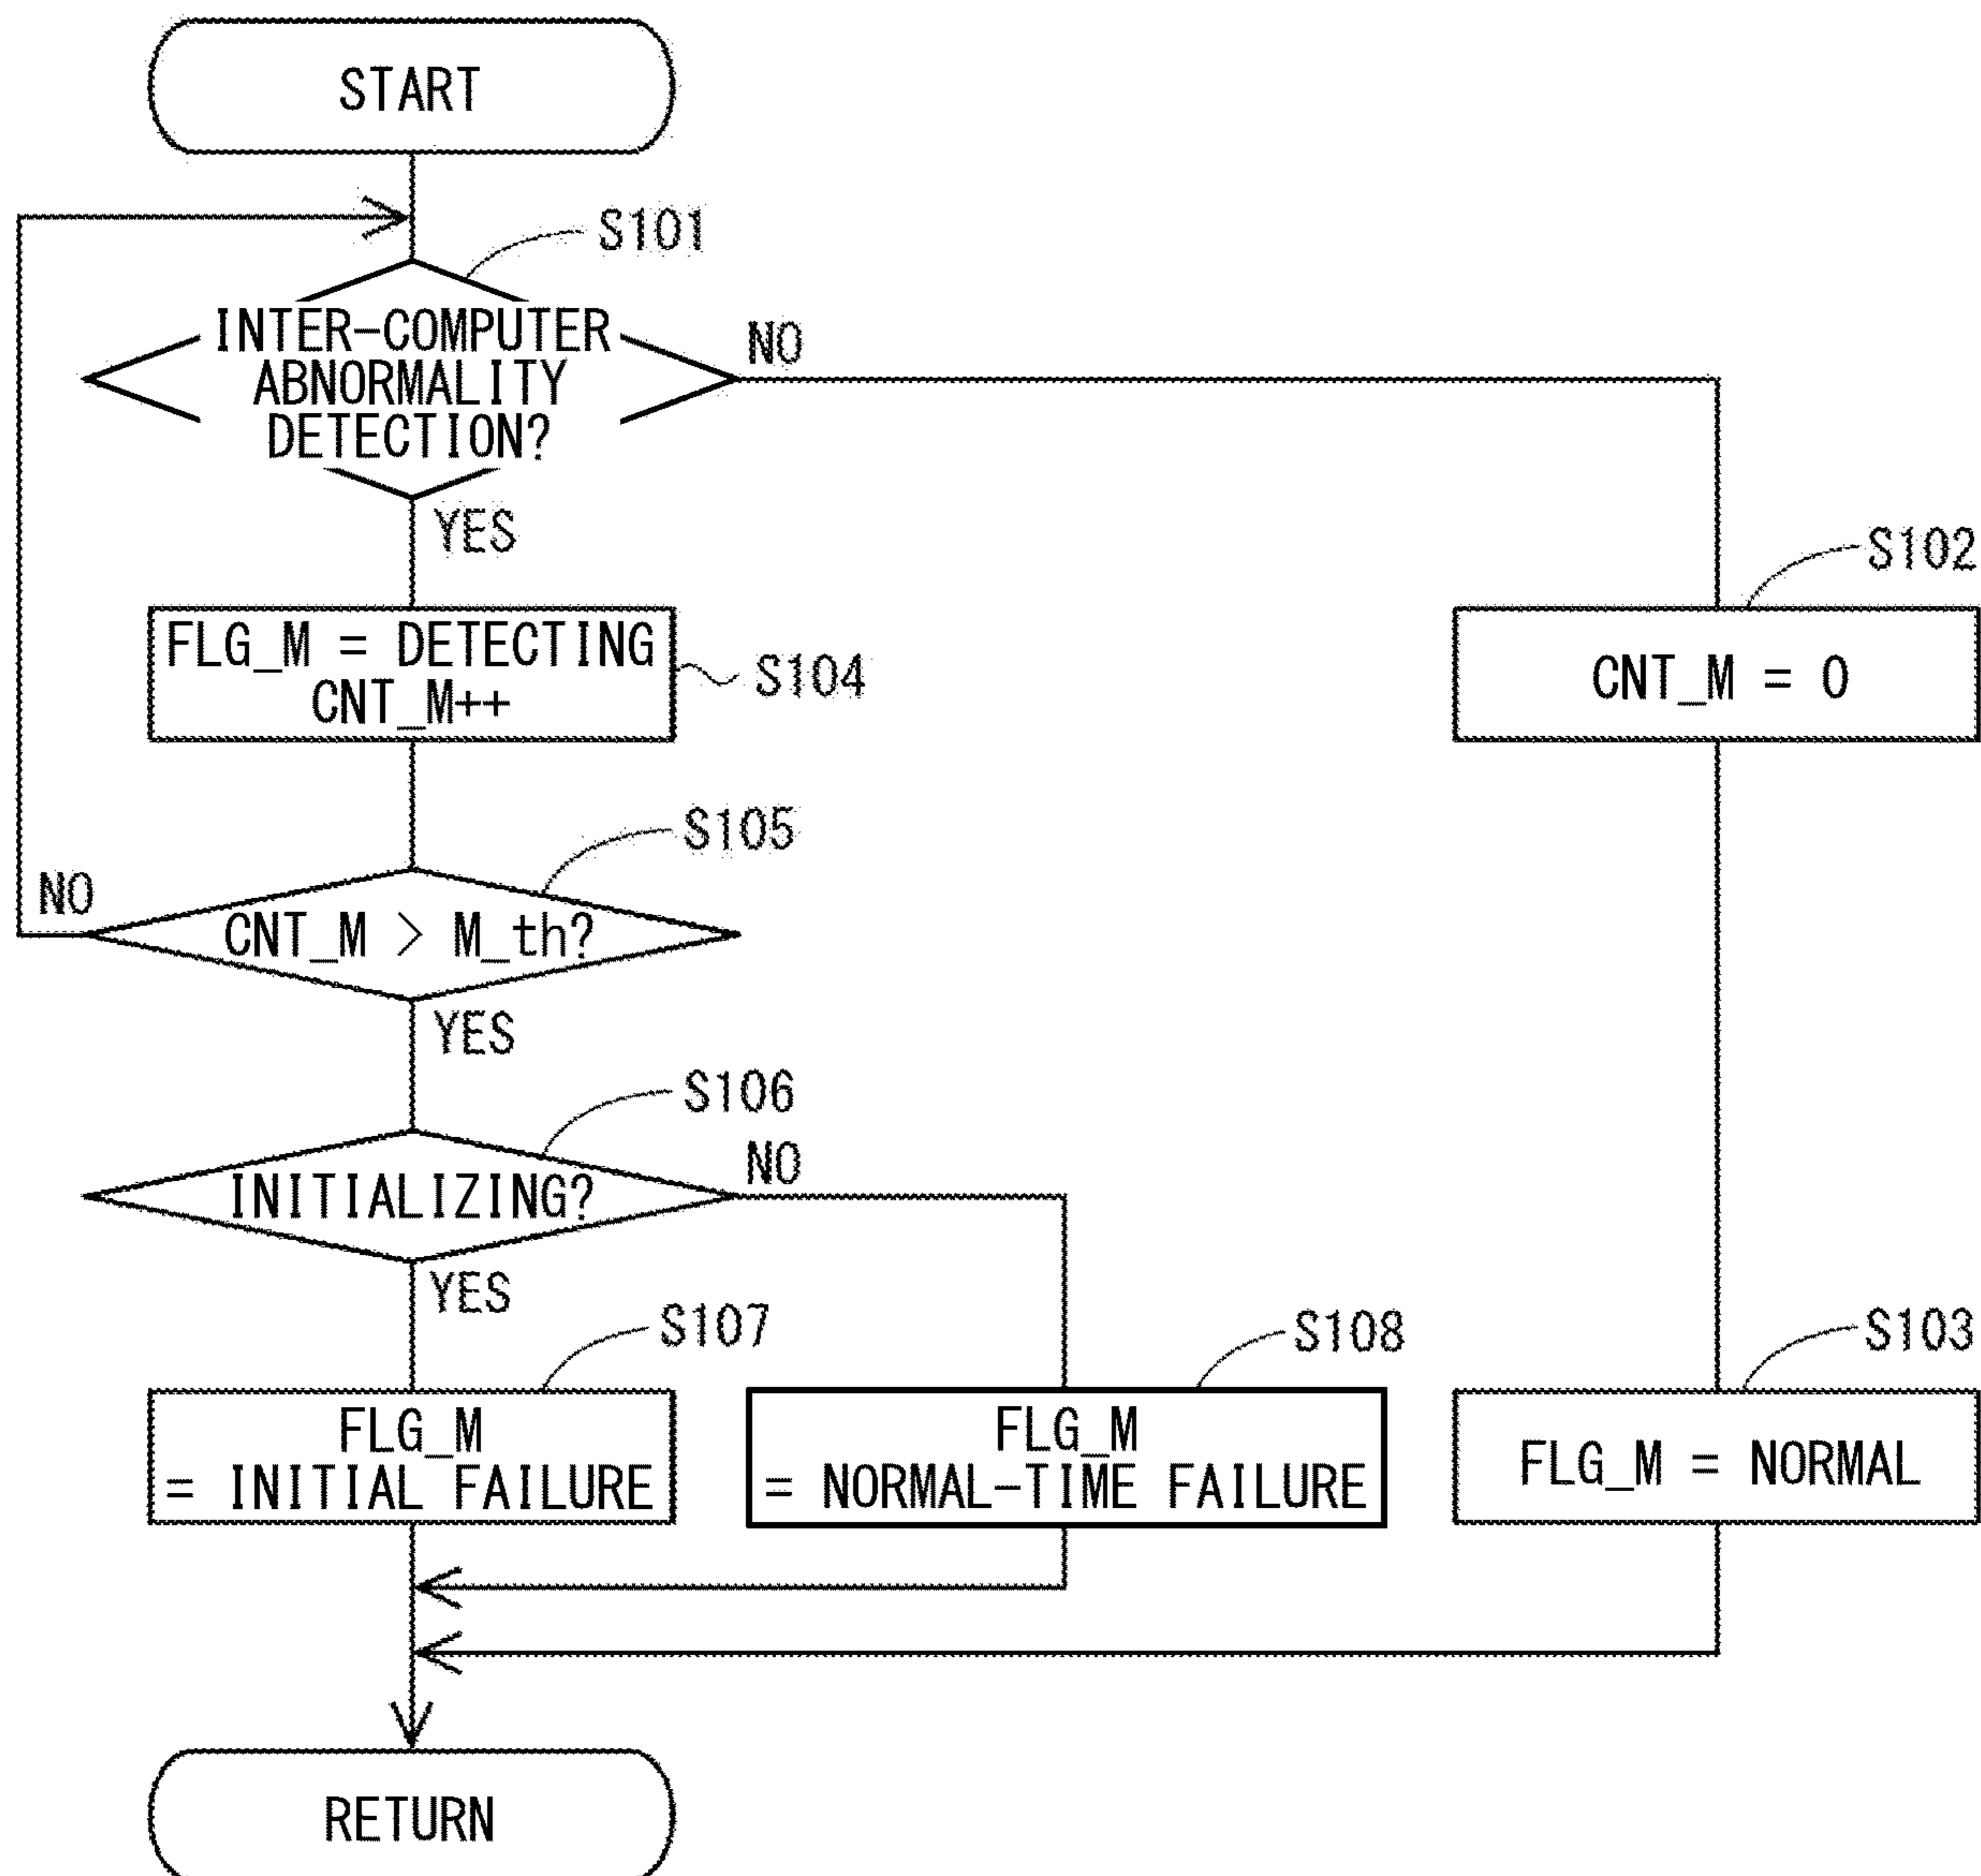 START
S101
INTER-COMPUTER
ABNORMALITY
DETECTION?
NO
YES
S102
FLG_M = DETECTING
CNT_M++
S104
CNT_M = 0
S105
NO
CNT_M > M_th?
YES
S106
NO
INITIALIZING?
YES
S107
S108
S103
FLG_M
= INITIAL FAILURE
FLG_M
= NORMAL-TIME FAILURE
FLG_M = NORMAL
RETURN